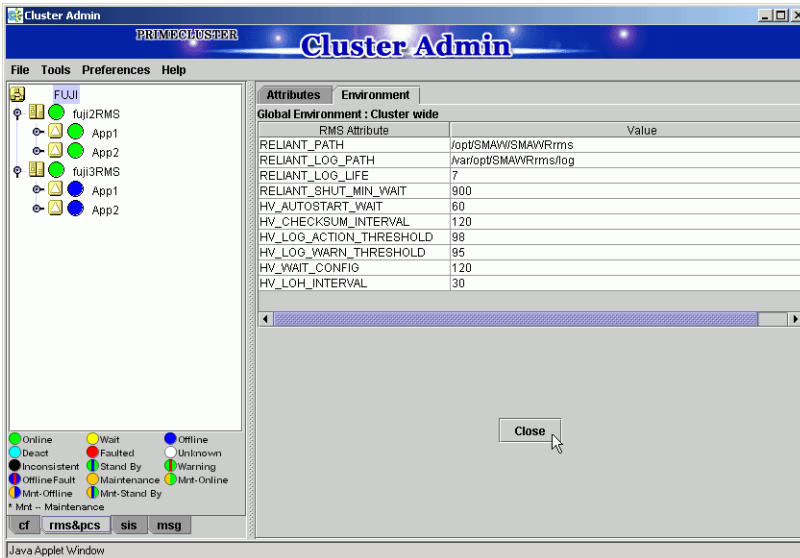 Cluster Admin
PRIMECLUSTER
Cluster Admin
File Tools Preferences Help
FUJI
fuji2RMS
App1
App2
fuji3RMS
App1
App2
Attributes Environment
Global Environment : Cluster wide
RMS Attribute Value
RELIANT_PATH /opt/SMAW/SMAWRrms
RELIANT_LOG_PATH /var/opt/SMAWRrms/log
RELIANT_LOG_LIFE 7
RELIANT_SHUT_MIN_WAIT 900
HV_AUTOSTART_WAIT 60
HV_CHECKSUM_INTERVAL 120
HV_LOG_ACTION_THRESHOLD 98
HV_LOG_WARN_THRESHOLD 95
HV_WAIT_CONFIG 120
HV_LOH_INTERVAL 30
Close
Online Wait Offline
Deact Faulted Unknown
Inconsistent Stand By Warning
OfflineFault Maintenance Mnt-Online
Mnt-Offline Mnt-Stand By
* Mnt -- Maintenance
cf rms&pcs sis msg
Java Applet Window